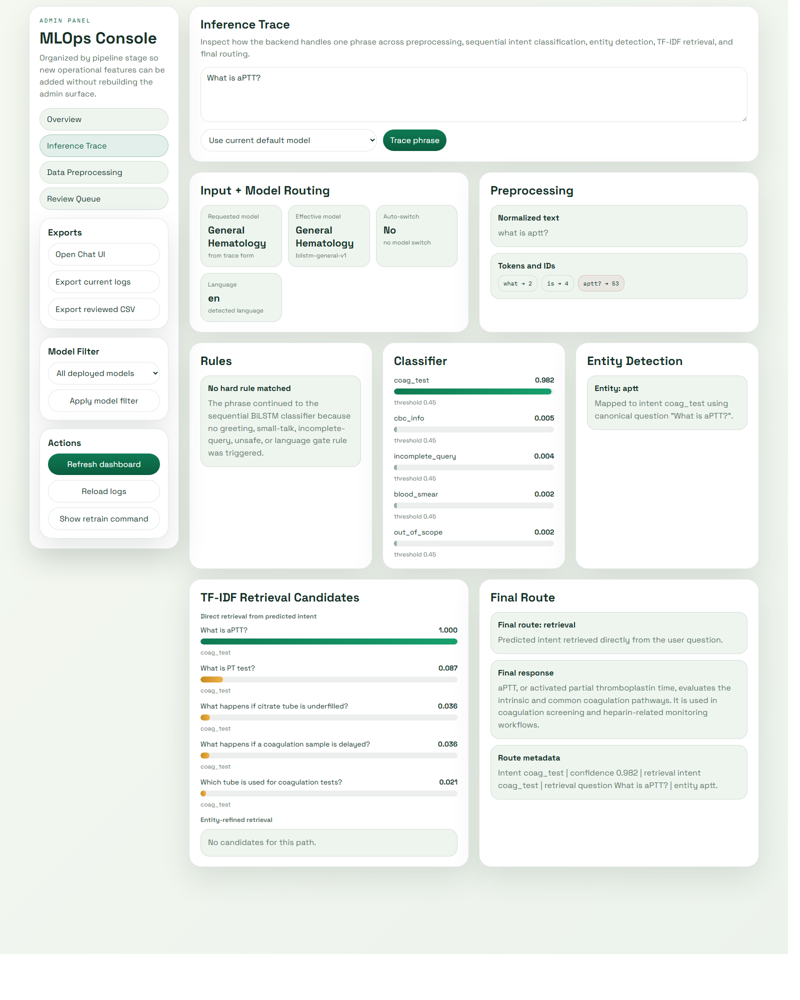 ADMIN PANEL
MLOps Console
Organized by pipeline stage so
new operational features can be
added without rebuilding the
admin surface.
Overview
Inference Trace
Data Preprocessing
Review Queue
Exports
Open Chat UI
Export current logs
Export reviewed CSV
Model Filter
All deployed models
Apply model filter
Actions
Refresh dashboard
Reload logs
Show retrain command
Inference Trace
Inspect how the backend handles one phrase across preprocessing, sequential intent classification, entity detection, TF-IDF retrieval, and
final routing.
What is aPTT?
Use current default model
Trace phrase
Input + Model Routing
Requested model
General
Hematology
from trace form
Effective model
General
Hematology
bilstm-general-v1
Auto-switch
No
no model switch
Language
en
detected language
Preprocessing
Normalized text
what is aptt?
Tokens and IDs
what → 2
is → 4
aptt? → 53
Rules
No hard rule matched
The phrase continued to the
sequential BiLSTM classifier because
no greeting, small-talk, incomplete-
query, unsafe, or language gate rule
was triggered.
Classifier
coag_test 0.982
threshold 0.45
cbc_info 0.005
threshold 0.45
incomplete_query 0.004
threshold 0.45
blood_smear 0.002
threshold 0.45
out_of_scope 0.002
threshold 0.45
Entity Detection
Entity: aptt
Mapped to intent coag_test using
canonical question "What is aPTT?".
TF-IDF Retrieval Candidates
Direct retrieval from predicted intent
What is aPTT? 1.000
coag_test
What is PT test? 0.087
coag_test
What happens if citrate tube is underfilled? 0.036
coag_test
What happens if a coagulation sample is delayed? 0.036
coag_test
Which tube is used for coagulation tests? 0.021
coag_test
Entity-refined retrieval
No candidates for this path.
Final Route
Final route: retrieval
Predicted intent retrieved directly from the user question.
Final response
aPTT, or activated partial thromboplastin time, evaluates the
intrinsic and common coagulation pathways. It is used in
coagulation screening and heparin-related monitoring
workflows.
Route metadata
Intent coag_test | confidence 0.982 | retrieval intent
coag_test | retrieval question What is aPTT? | entity aptt.